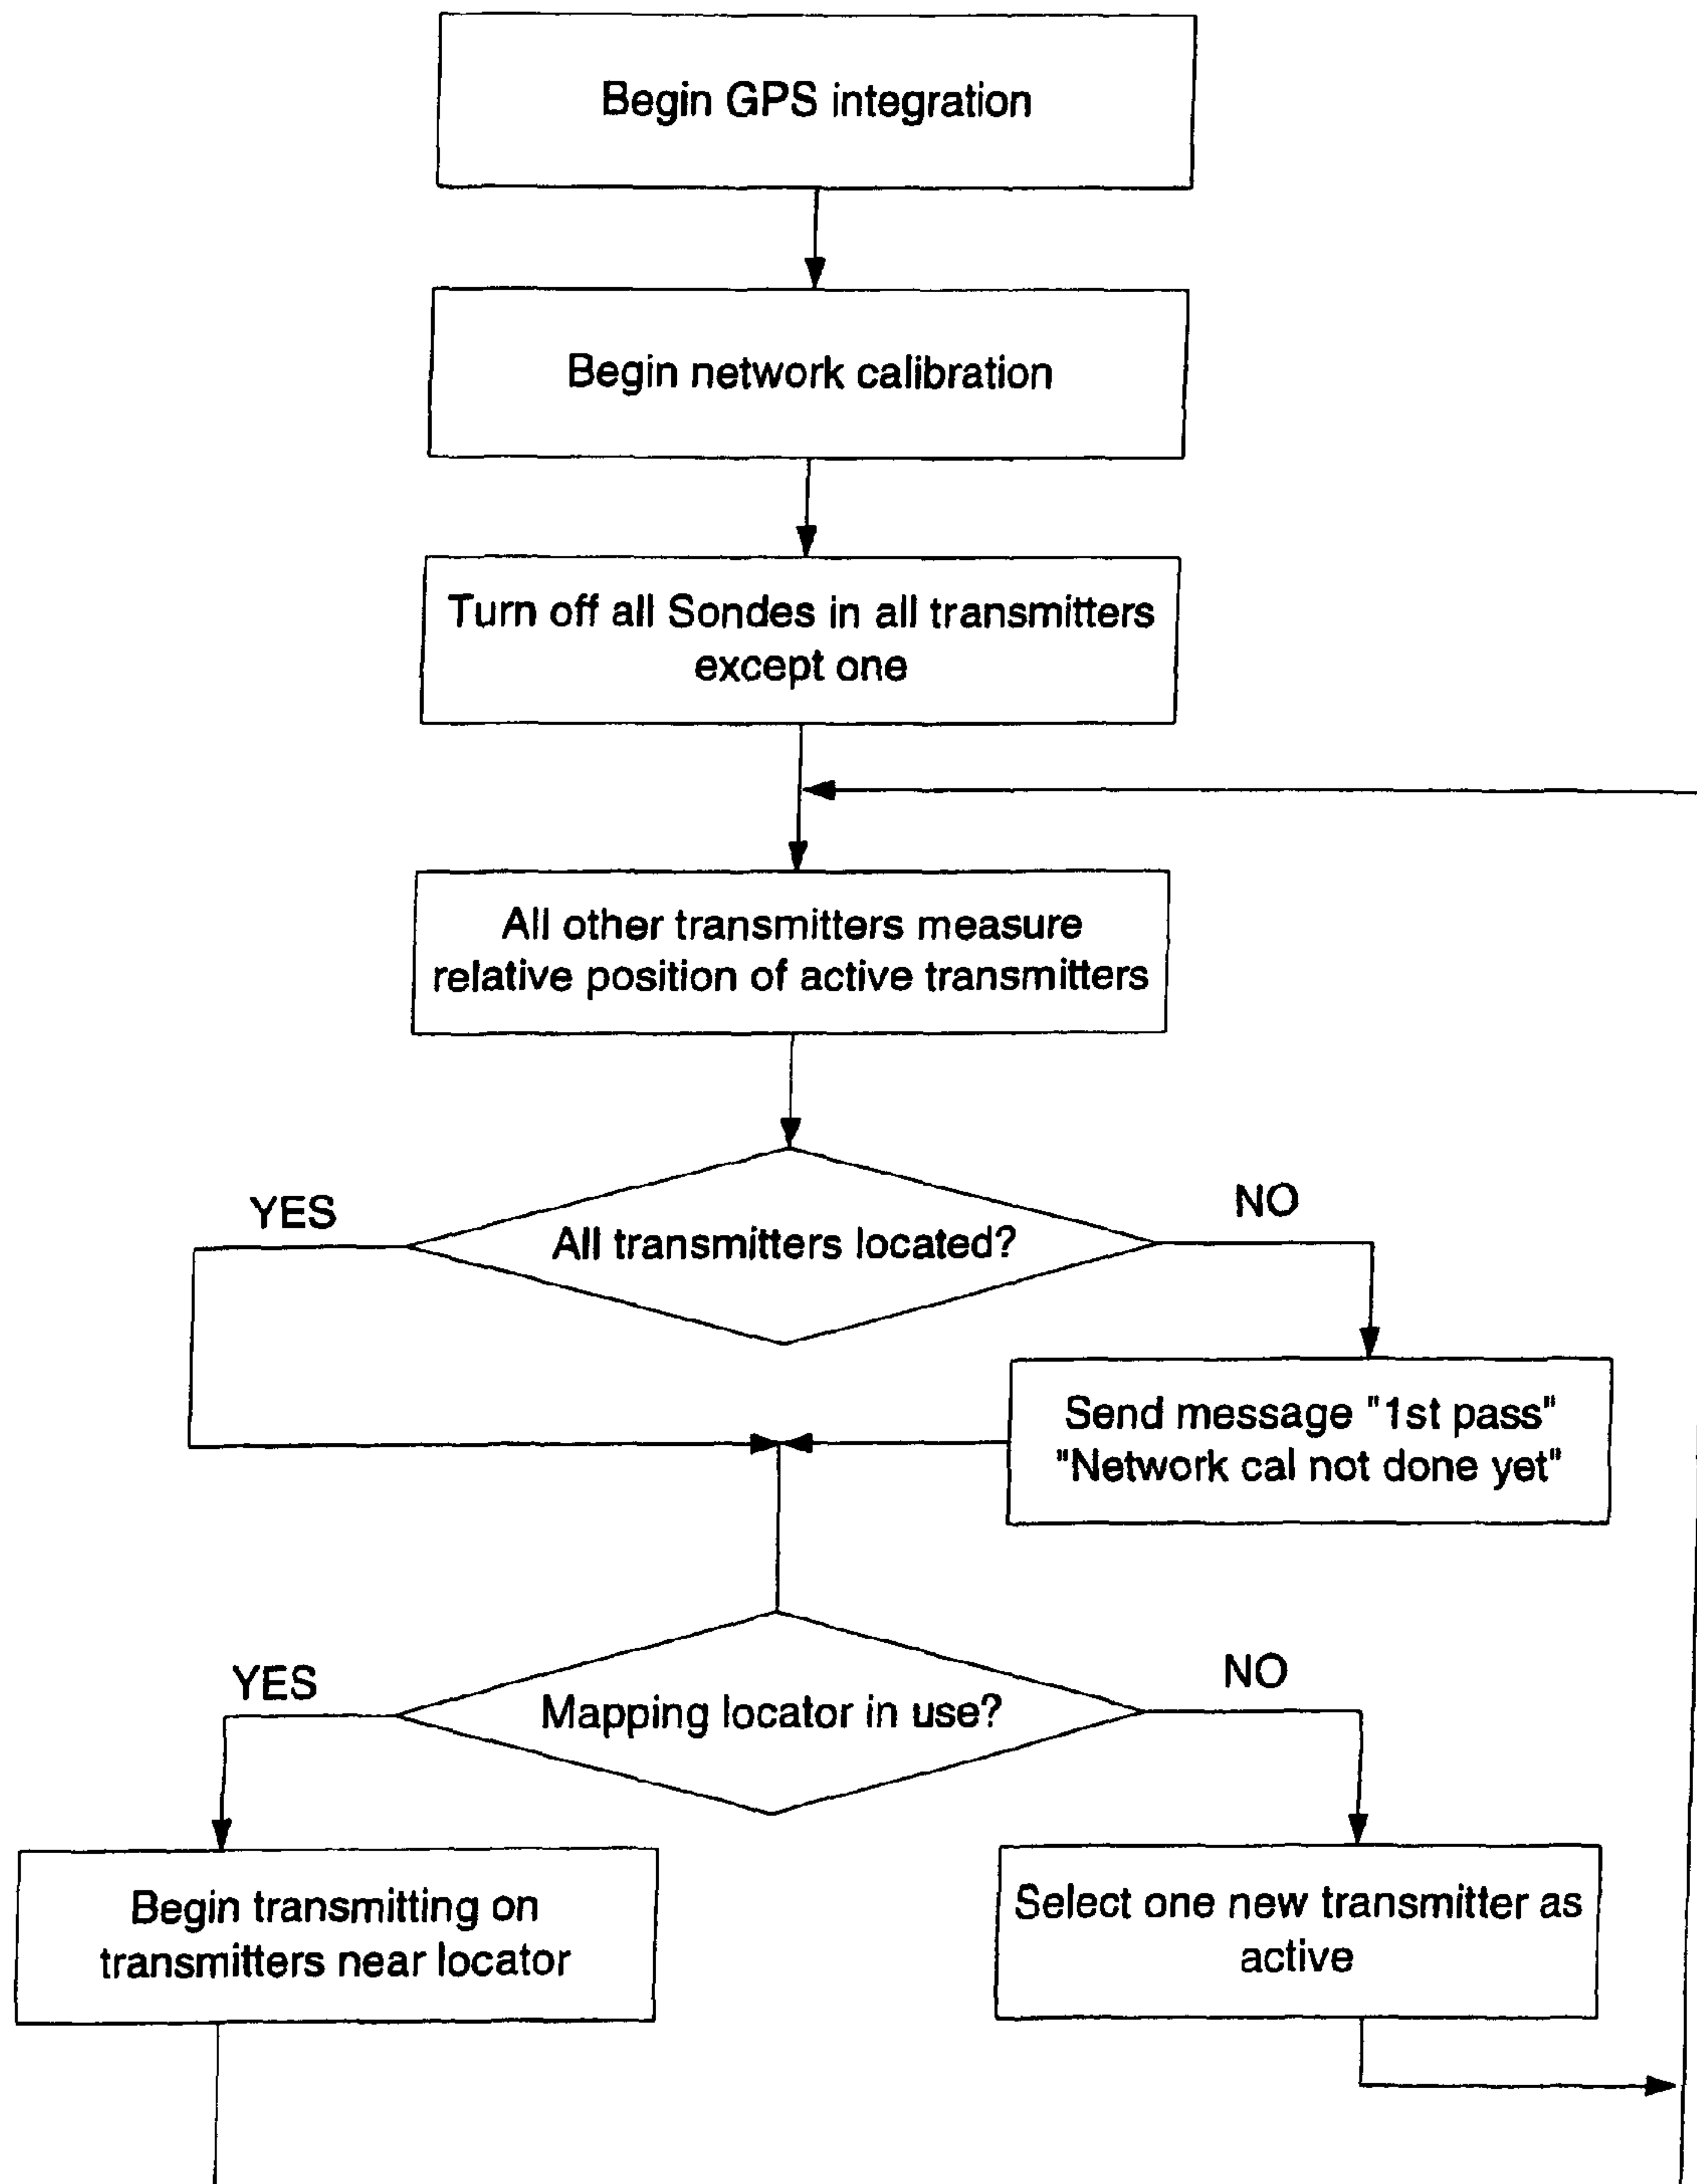 Begin GPS integration
Begin network calibration
Turn off all Sondes in all transmitters
except one
All other transmitters measure
relative position of active transmitters
YES
NO
All transmitters located?
Send message "1st pass"
"Network cal not done yet"
YES
NO
Mapping locator in use?
Begin transmitting on
transmitters near locator
Select one new transmitter as
active